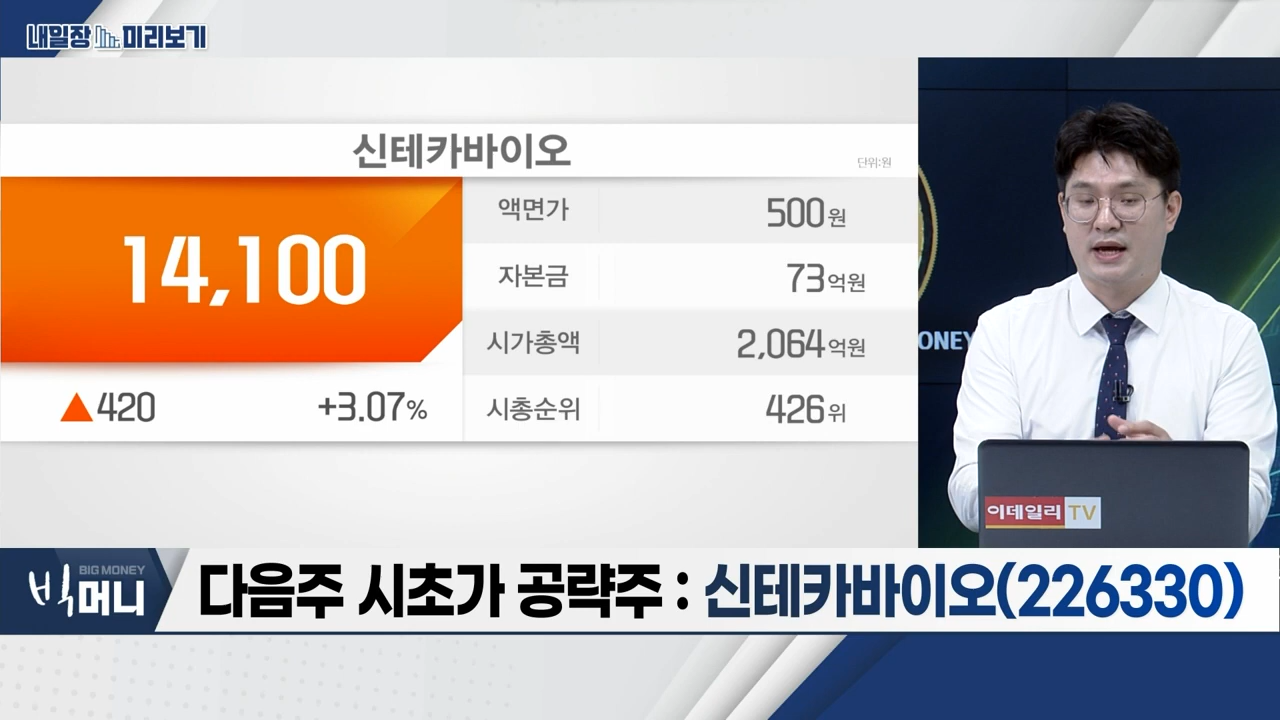 내일장 미리보기
신테카바이오
단위:원
14,100
▲420 +3.07%
액면가 500원
자본금 73억원
시가총액 2,064억원
시총순위 426위
ONEY
이데일리 TV
BIG MONEY
빅머니
다음주 시초가 공략주 : 신테카바이오(226330)